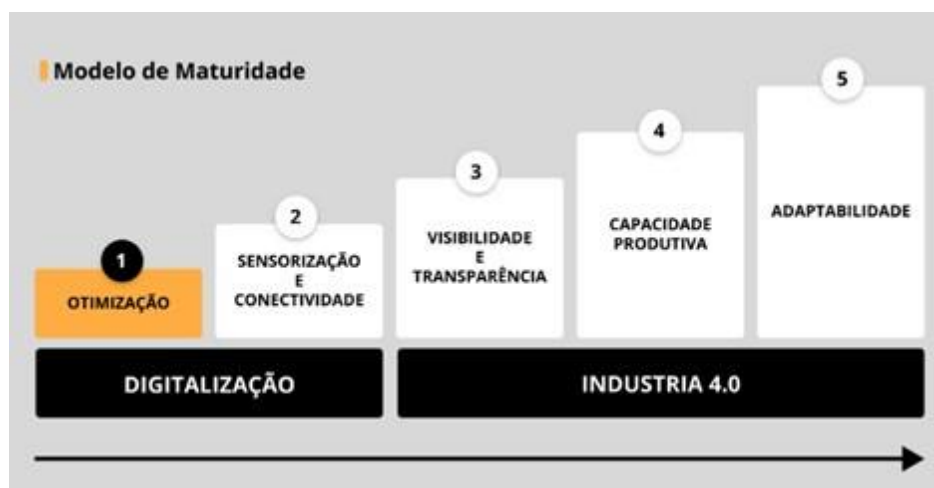 Modelo de Maturidade
1
OTIMIZAÇÃO
2
SENSORIZAÇÃO
E
CONECTIVIDADE
3
VISIBILIDADE
E
TRANSPARÊNCIA
4
CAPACIDADE
PRODUTIVA
5
ADAPTABILIDADE
DIGITALIZAÇÃO
INDUSTRIA 4.0